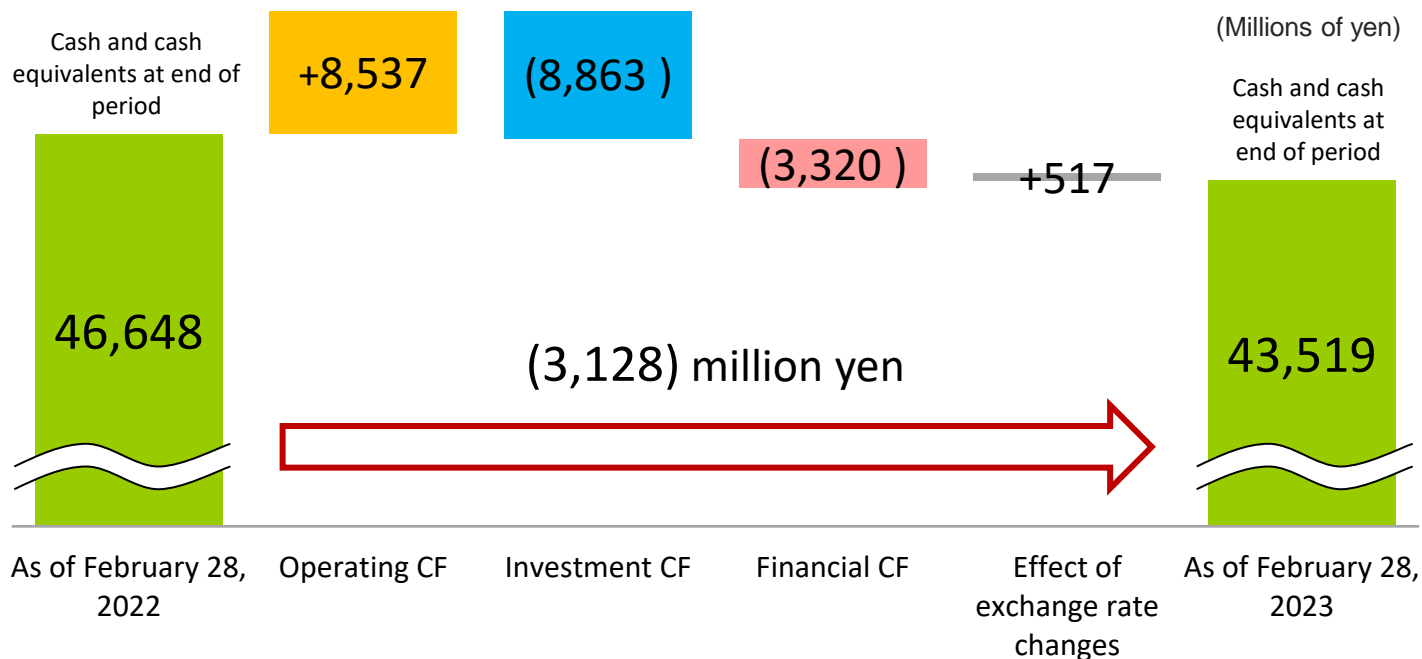 (Millions of yen)
Cash and cash
equivalents at end of
period
+8,537
(8,863 )
(3,320 )
+517
Cash and cash
equivalents at
end of period
46,648
(3,128) million yen
43,519
As of February 28,
2022
Operating CF
Investment CF
Financial CF
Effect of
exchange rate
changes
As of February 28,
2023